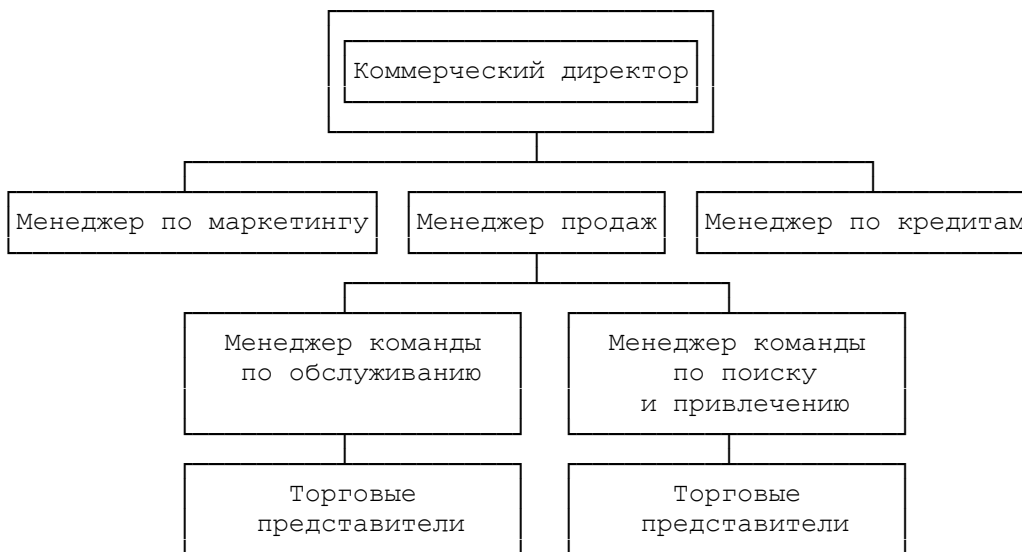 Коммерческий директор
Менеджер по маркетингу
Менеджер продаж
Менеджер по кредитам
Менеджер команды
по обслуживанию
Менеджер команды
по поиску
и привлечению
Торговые
представители
Торговые
представители